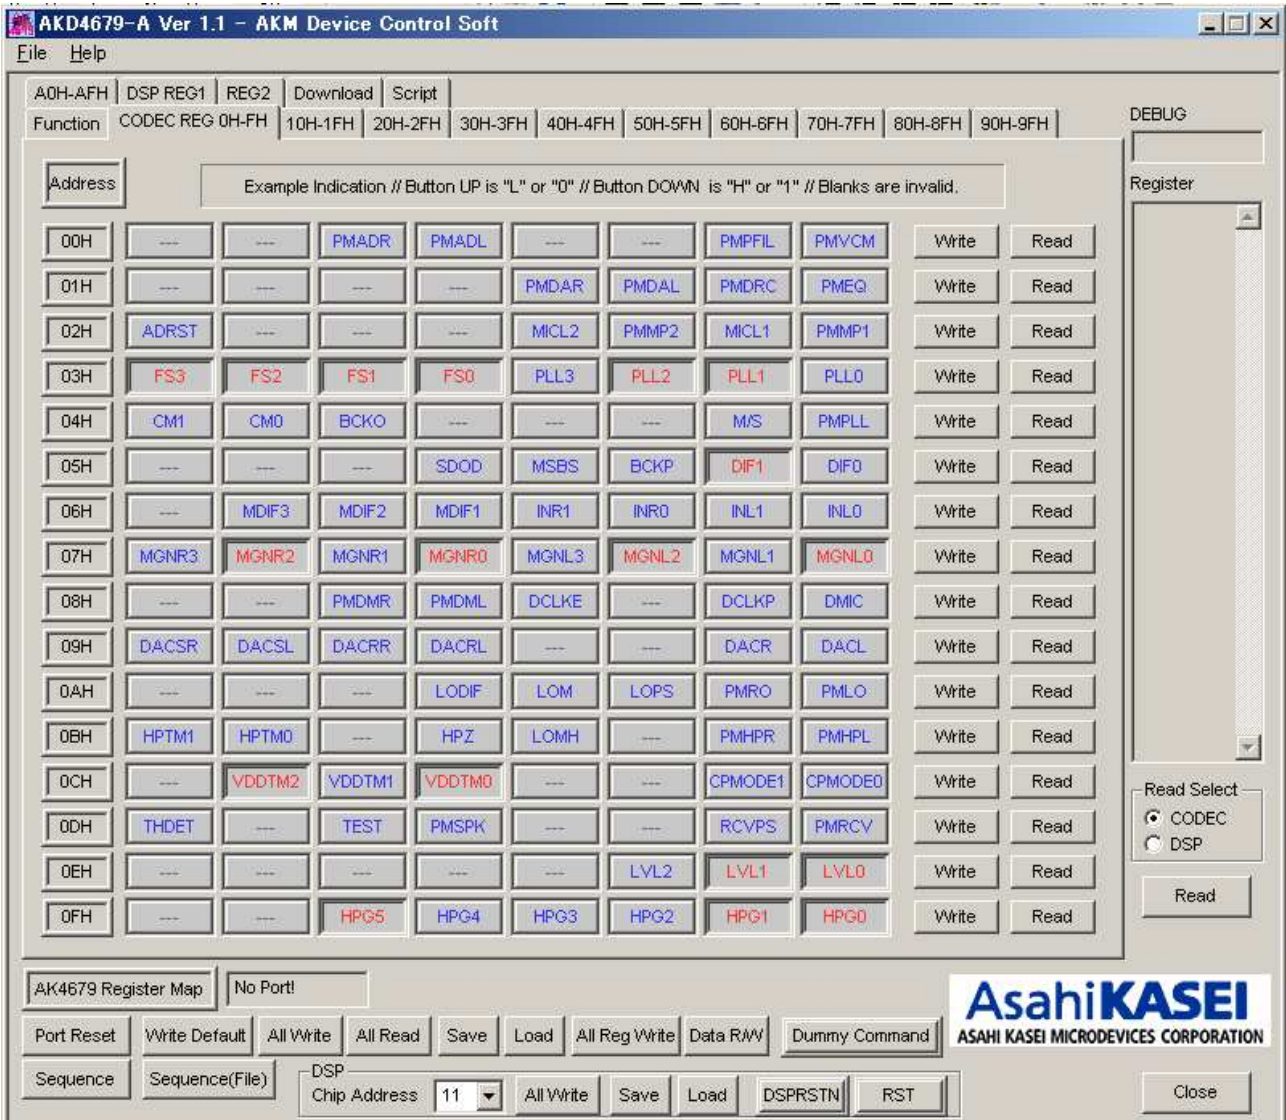 AKD4679-A Ver 1.1 - AKM Device Control Soft
File Help
A0H-AFH DSP REG1 REG2 Download Script
Function CODEC REG 0H-FH 10H-1FH 20H-2FH 30H-3FH 40H-4FH 50H-5FH 60H-6FH 70H-7FH 80H-8FH 90H-9FH
DEBUG
Address Example Indication // Button UP is "L" or "0" // Button DOWN is "H" or "1" // Blanks are invalid.
Register
00H --- --- PMADR PMADL --- --- PMPFIL PMVCM Write Read
01H --- --- --- --- PMDAR PMDAL PMDRC PMEQ Write Read
02H ADRST --- --- --- MICL2 PMMP2 MICL1 PMMP1 Write Read
03H FS3 FS2 FS1 FS0 PLL3 PLL2 PLL1 PLL0 Write Read
04H CM1 CM0 BCKO --- --- --- M/S PMPLL Write Read
05H --- --- --- SDOD MSBS BCKP DIF1 DIF0 Write Read
06H --- MDIF3 MDIF2 MDIF1 INR1 INR0 INL1 INL0 Write Read
07H MGNR3 MGNR2 MGNR1 MGNR0 MGNL3 MGNL2 MGNL1 MGNL0 Write Read
08H --- --- PMDMR PMDML DCLKE --- DCLKP DMIC Write Read
09H DACSR DACSL DACRR DACRL --- --- DACR DACL Write Read
0AH --- --- --- LODIF LOM LOPS PMRO PMLO Write Read
0BH HPTM1 HPTM0 --- HPZ LOMH --- PMHPR PMHPL Write Read
0CH --- VDDTM2 VDDTM1 VDDTM0 --- --- CPMODE1 CPMODE0 Write Read
0DH THDET --- TEST PMSPK --- --- RCVPS PMRCV Write Read
0EH --- --- --- --- --- LVL2 LVL1 LVL0 Write Read
0FH --- --- HPG5 HPG4 HPG3 HPG2 HPG1 HPG0 Write Read
Read Select
CODEC
DSP
Read
AK4679 Register Map No Port!
AsahiKASEI
ASAHI KASEI MICRODEVICES CORPORATION
Port Reset Write Default All Write All Read Save Load All Reg Write Data R/W Dummy Command
Sequence Sequence(File)
DSP
Chip Address 11 All Write Save Load DSPRSTN RST
Close